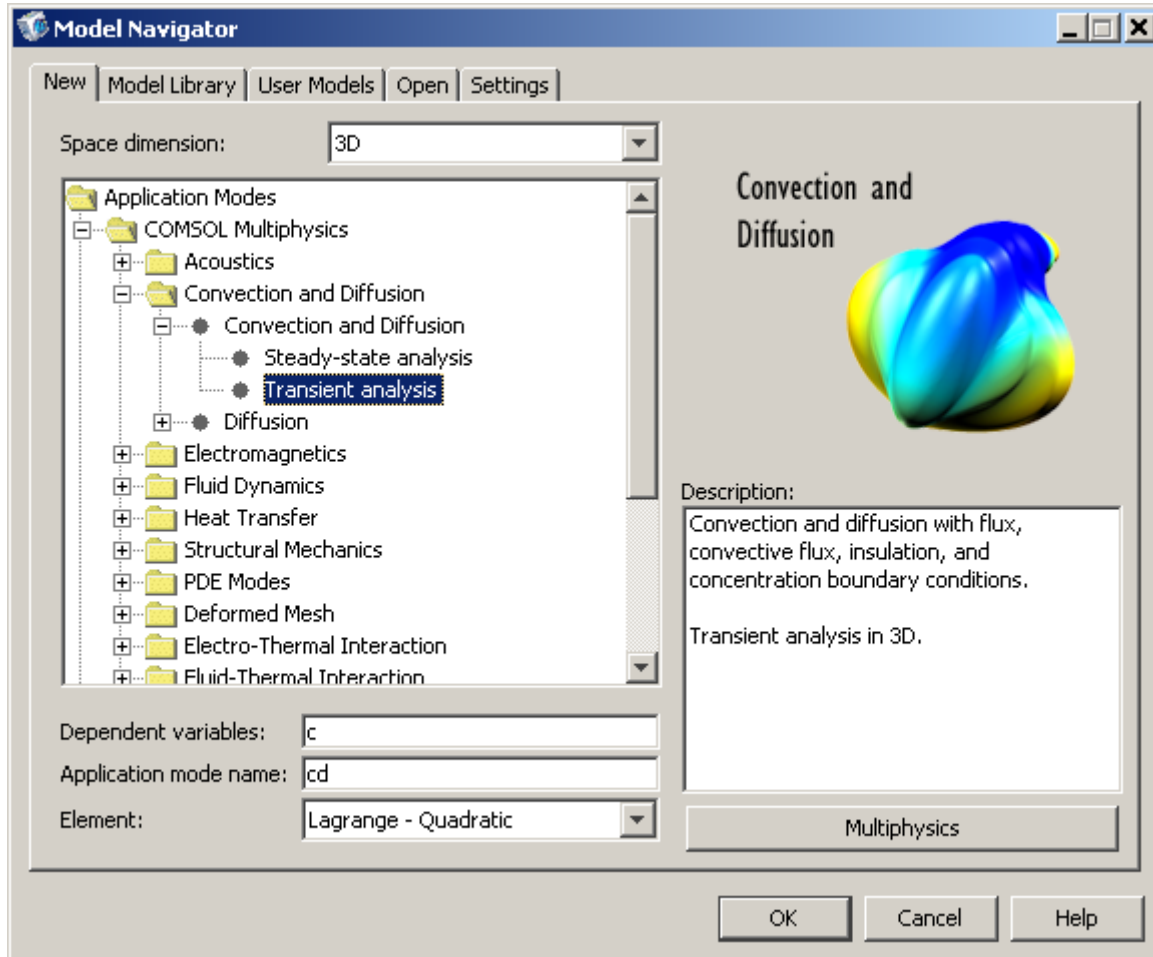 Model Navigator
New
Model Library
User Models
Open
Settings
Space dimension:
3D
Application Modes
COMSOL Multiphysics
Acoustics
Convection and Diffusion
Convection and Diffusion
Steady-state analysis
Transient analysis
Diffusion
Electromagnetics
Fluid Dynamics
Heat Transfer
Structural Mechanics
PDE Modes
Deformed Mesh
Electro-Thermal Interaction
Fluid-Thermal Interaction
Dependent variables:
c
Application mode name:
cd
Element:
Lagrange - Quadratic
Convection and
Diffusion
Description:
Convection and diffusion with flux,
convective flux, insulation, and
concentration boundary conditions.
Transient analysis in 3D.
Multiphysics
OK
Cancel
Help